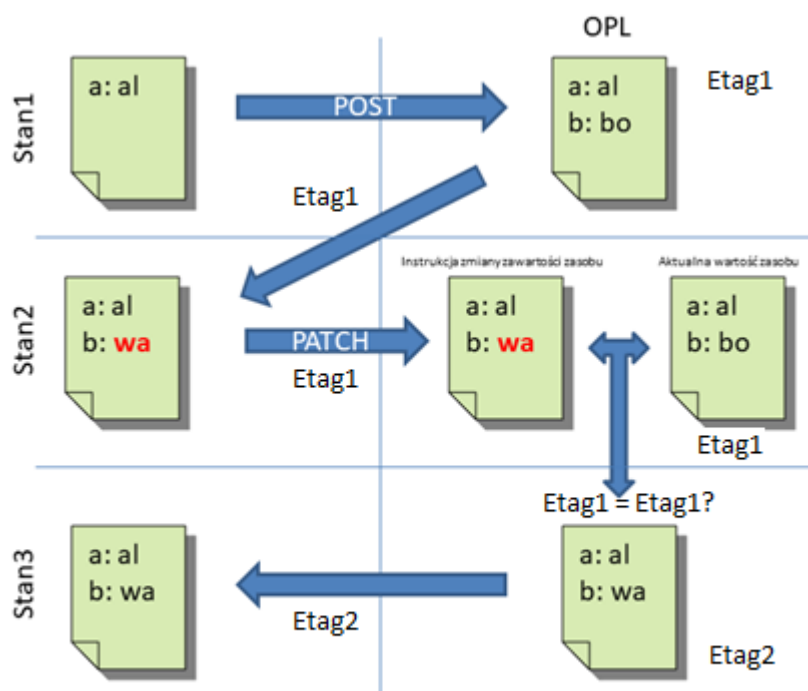 OPL
Stan1
a: al
POST
a: al
b: bo
Etag1
Etag1
Stan2
a: al
b: wa
PATCH
Etag1
Instrukcja zmiany zawartości zasobu
a: al
b: wa
Aktualna wartość zasobu
a: al
b: bo
Etag1
Etag1 = Etag1?
Stan3
a: al
b: wa
Etag2
a: al
b: wa
Etag2